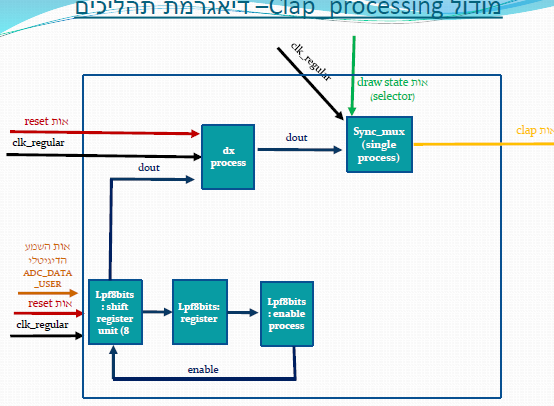 מודול Clap_processing– דיאגרמת תהליכים
clk_regular
אות draw state
(selector)
אות reset
clk_regular
dx
process
dout
Sync_mux
(single
process)
אות clap
dout
אות השמע
הדיגיטלי
ADC_DATA
_USER
אות reset
clk_regular
Lpf8bits
: shift
register
unit (8
Lpf8bits:
register
Lpf8bits
: enable
process
enable